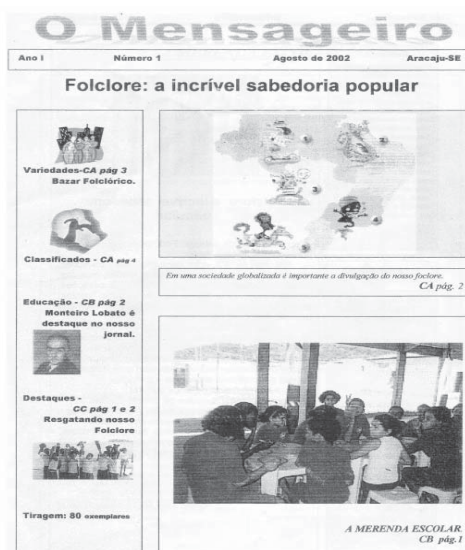 O Mensageiro
Ano I Número 1 Agosto de 2002 Aracaju-SE
Folclore: a incrível sabedoria popular
Variedades-CA pág 3
Bazar Folclórico.
Classificados - CA pág 4
Educação - CB pág 2
Monteiro Lobato é
destaque no nosso
jornal.
Destaques -
CC pág 1 e 2
Resgatando nosso
Folclore
Tiragem: 80 exemplares
Em uma sociedade globalizada é importante a divulgação do nosso foclore.
CA pág. 2
A MERENDA ESCOLAR.
CB pág.1